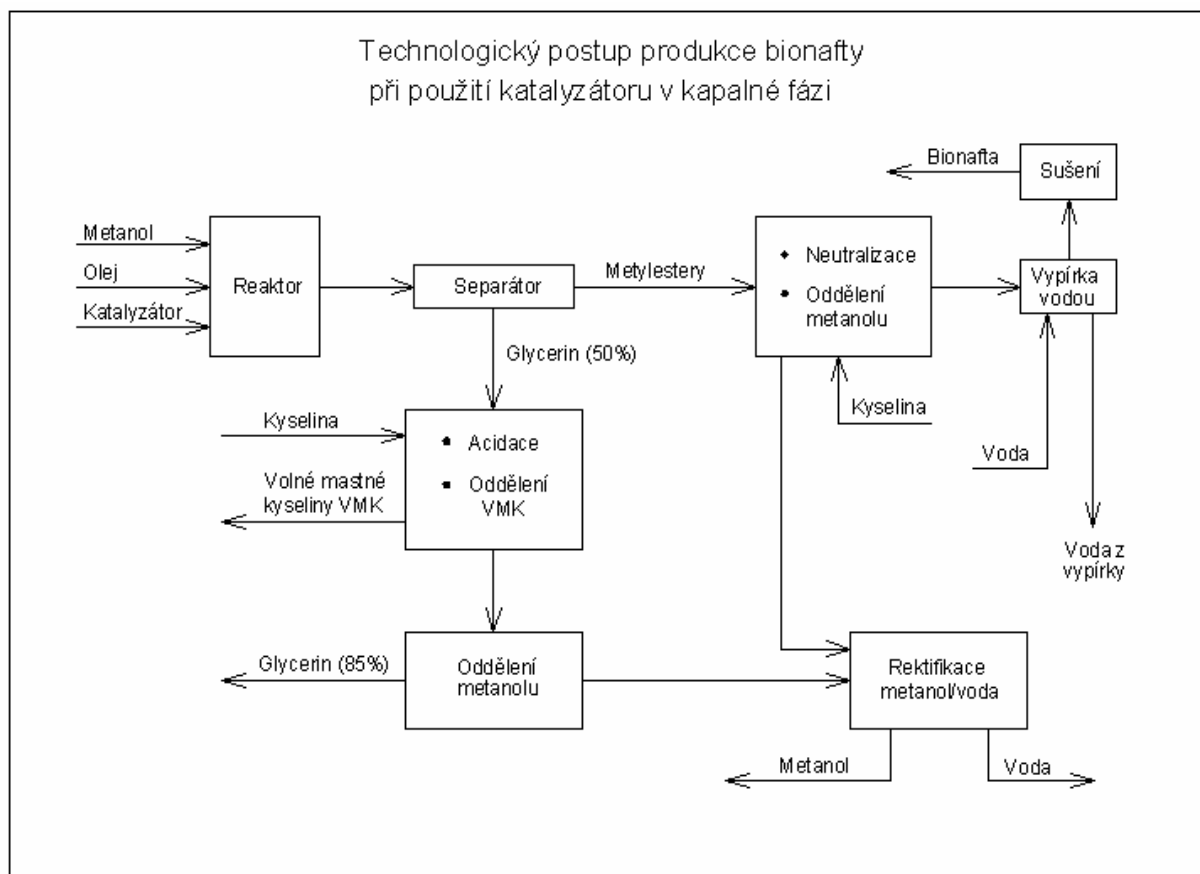 Technologický postup produkce bionafty
při použití katalyzátoru v kapalné fázi
Bionafta
Sušení
Metanol
Olej
Katalyzátor
Reaktor
Separátor
Metylestery
Neutralizace
Oddělení
metanolu
Vypírka
vodou
Glycerin (50%)
Kyselina
Kyselina
Acidace
Oddělení
VMK
Volné mastné
kyseliny VMK
Voda
Voda z
vypírky
Glycerin (85%)
Oddělení
metanolu
Rektifikace
metanol/voda
Metanol
Voda